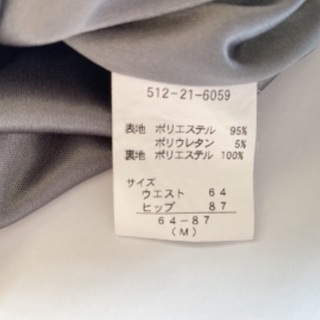 512-21-6059
表地 ポリエステル 95%
ポリウレタン 5%
裏地 ポリエステル 100%
サイズ
ウエスト 64
ヒップ 87
64-87
(M)